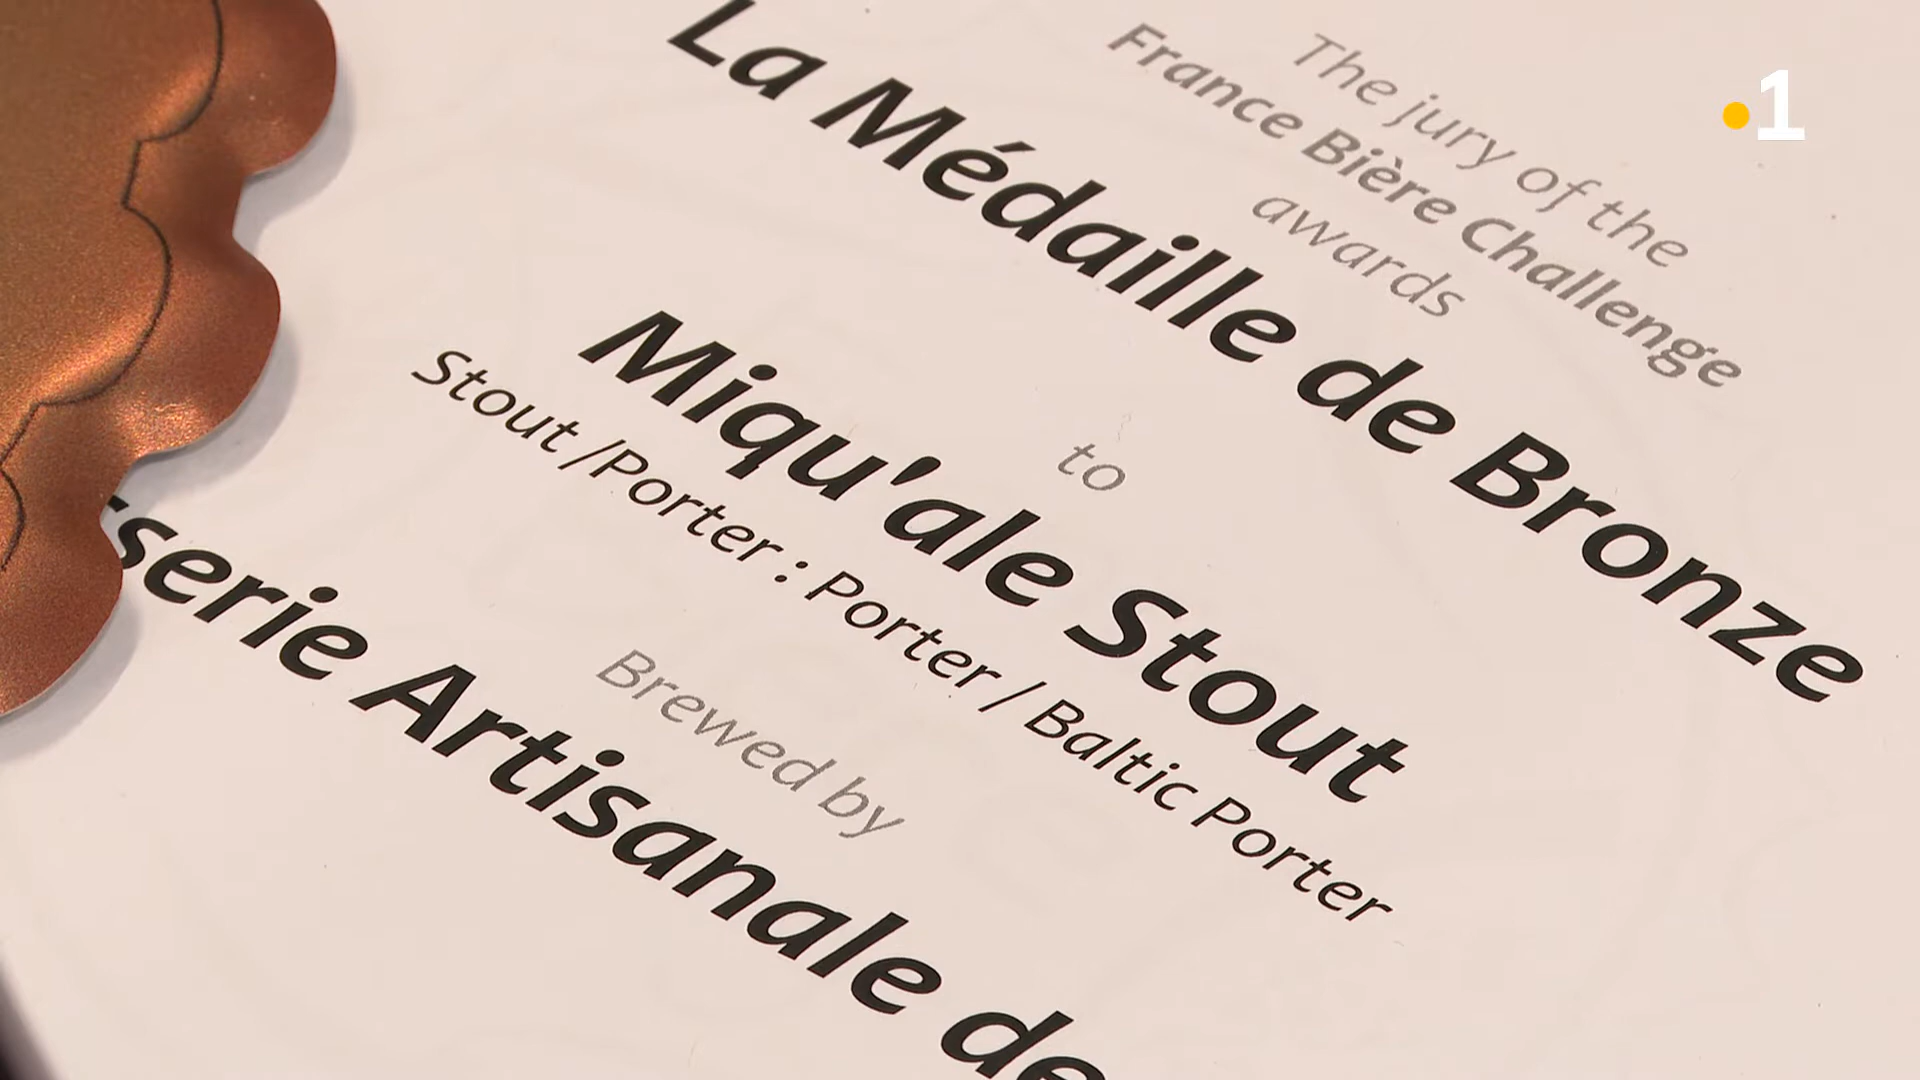 The jury of the
France Bière Challenge
awards
La Médaille de Bronze
to
Miqu'ale Stout
Stout /Porter : Porter / Baltic Porter
Brewed by
sserie Artisanale de
1